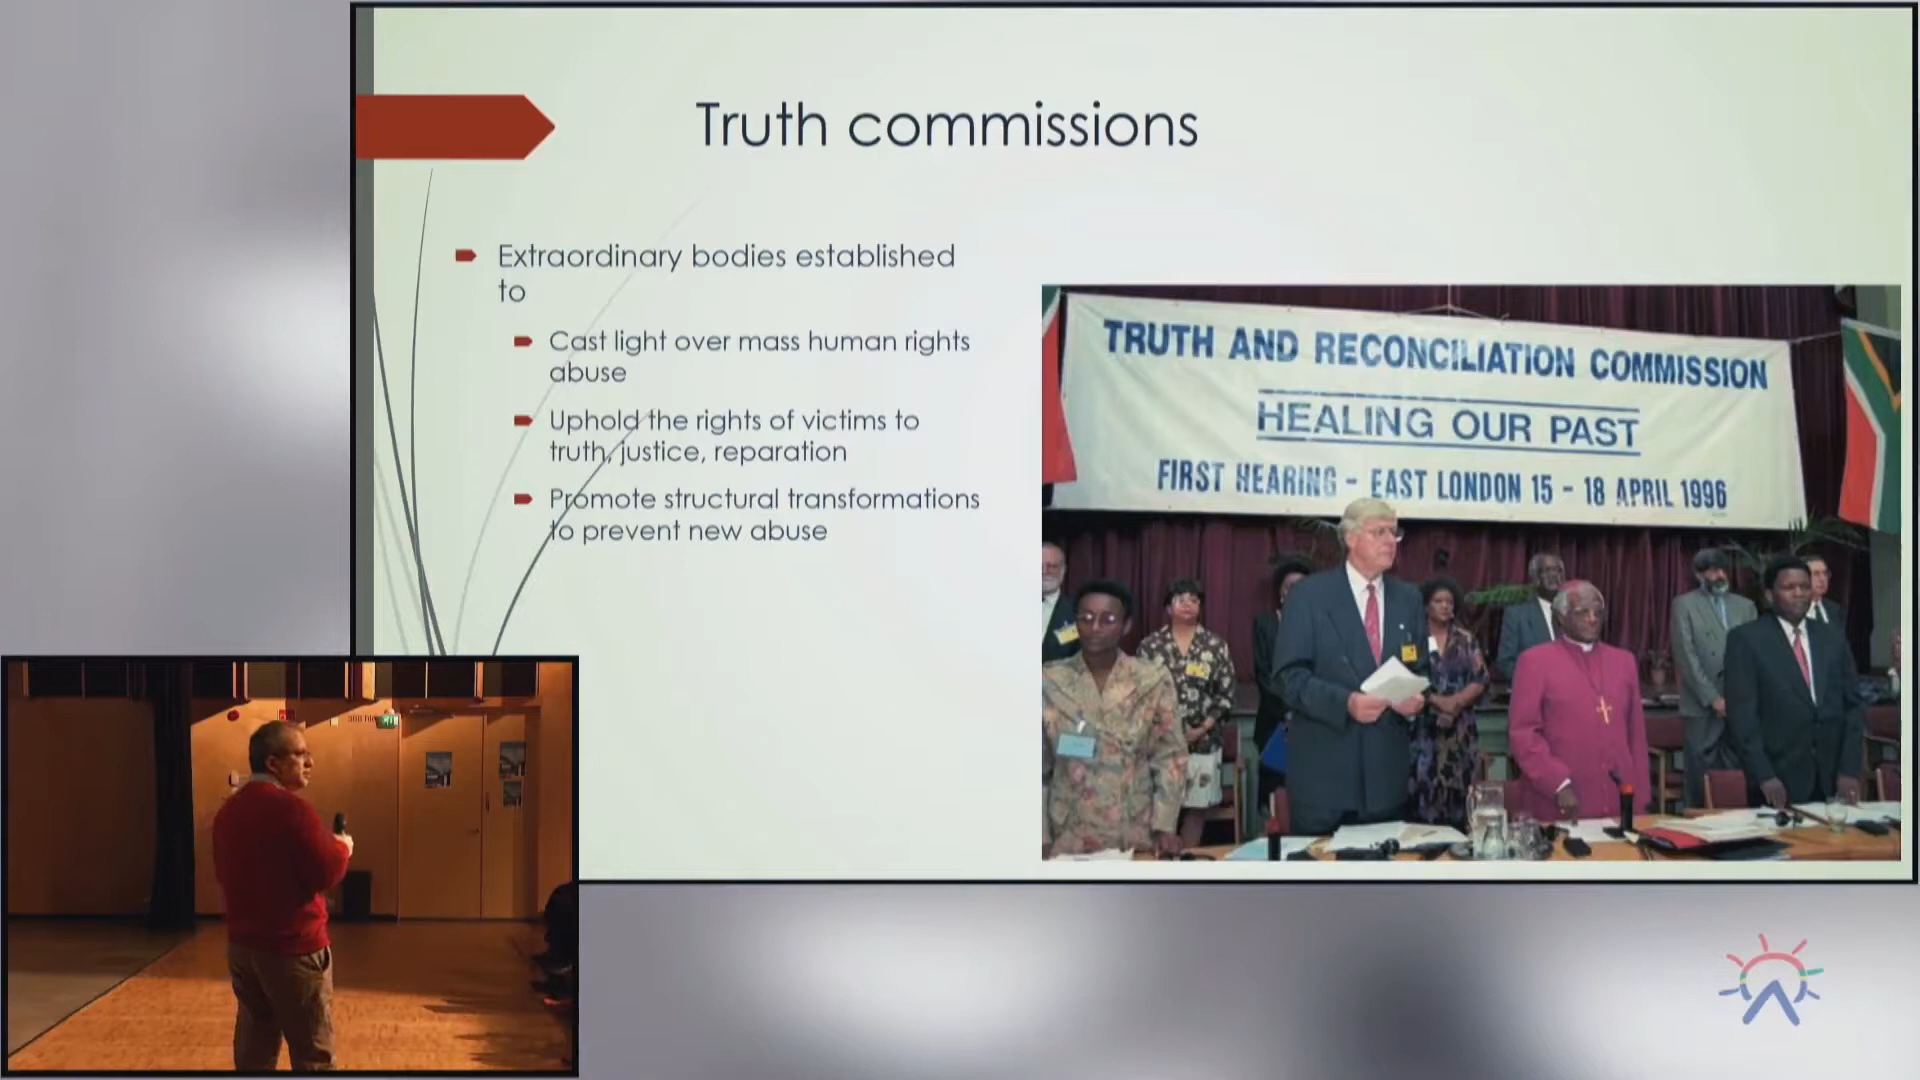 Truth commissions
Extraordinary bodies established
to
Cast light over mass human rights
abuse
Uphold the rights of victims to
truth, justice, reparation
Promote structural transformations
to prevent new abuse
TRUTH AND RECONCILIATION COMMISSION
HEALING OUR PAST
FIRST HEARING - EAST LONDON 15 - 18 APRIL 1996